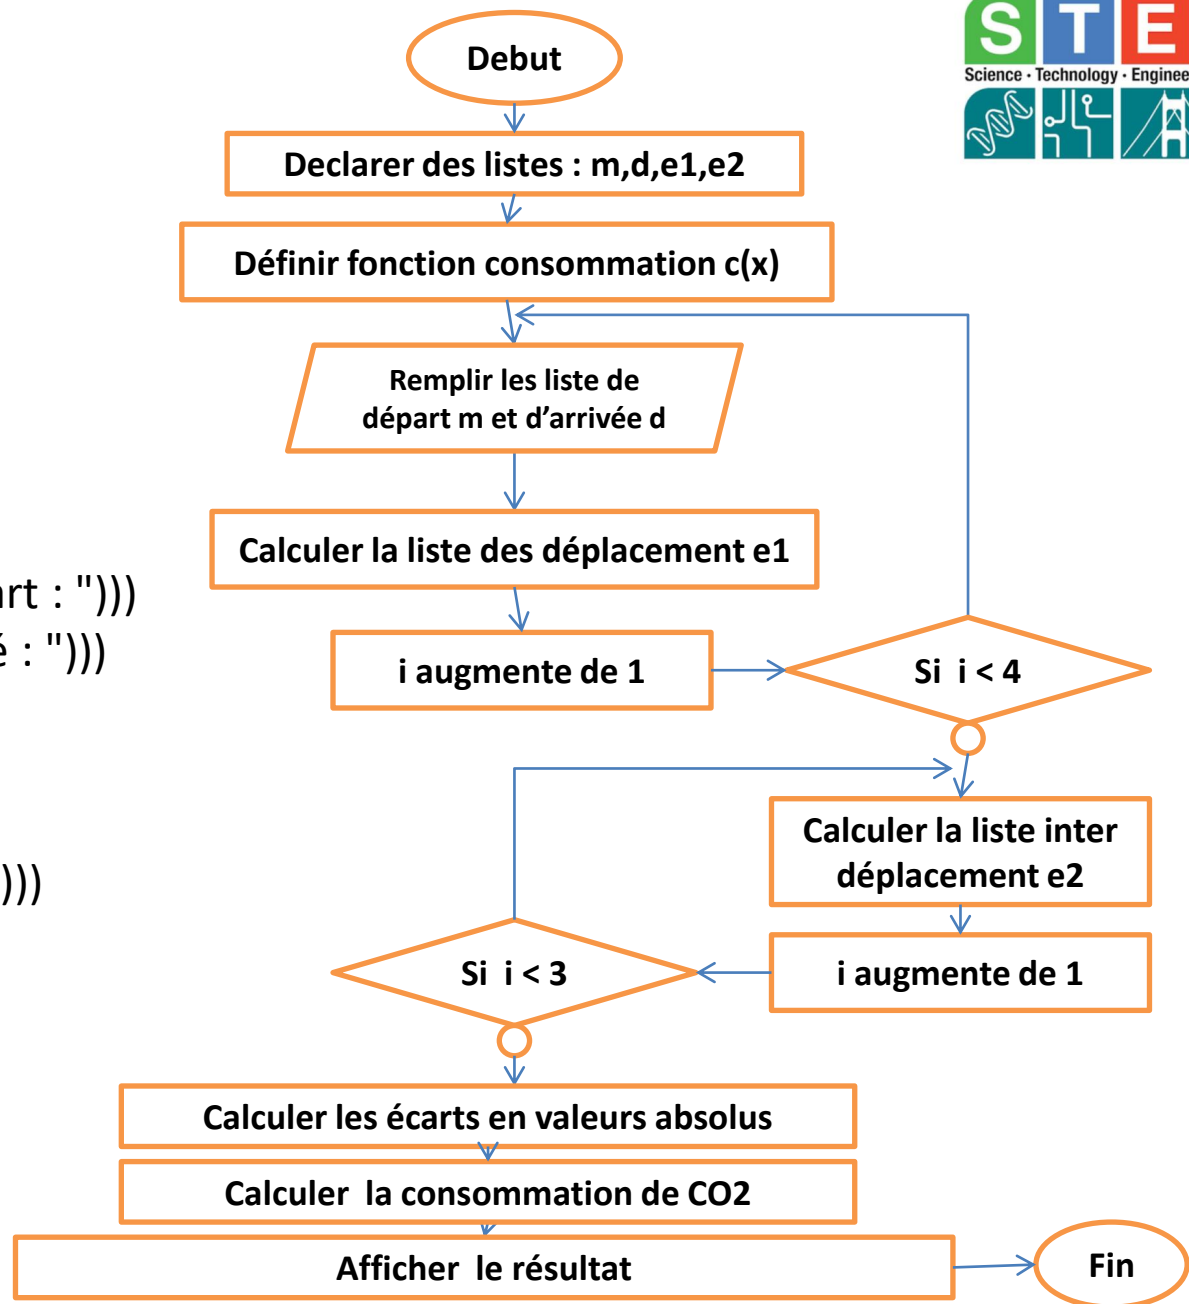 S T E
Science · Technology · Enginee
Debut
Declarer des listes : m,d,e1,e2
Définir fonction consommation c(x)
Remplir les liste de
départ m et d’arrivée d
Calculer la liste des déplacement e1
art : ")))
é : ")))
i augmente de 1
Si i < 4
Calculer la liste inter
déplacement e2
)))
Si i < 3
i augmente de 1
Calculer les écarts en valeurs absolus
Calculer la consommation de CO2
Afficher le résultat
Fin